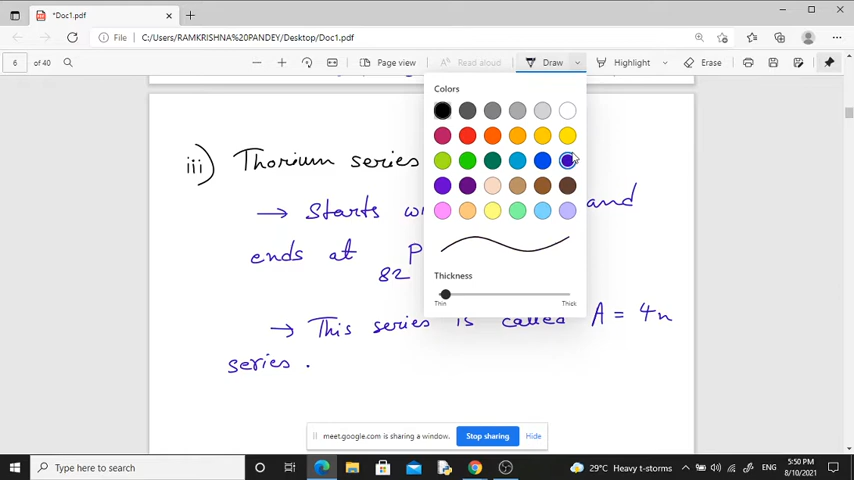 *Doc1.pdf
File
C:/Users/RAMKRISHNA%20PANDEY/Desktop/Doc1.pdf
6 of 40
Page view
Read aloud
Draw
Highlight
Erase
Colors
Thickness
Thin
Thick
iii) Thorium series
→ Starts and
ends at P
82
→ This series is called A = 4n
series .
meet.google.com is sharing a window.
Stop sharing
Hide
Type here to search
29°C Heavy t-storms
ENG
5:50 PM
8/10/2021